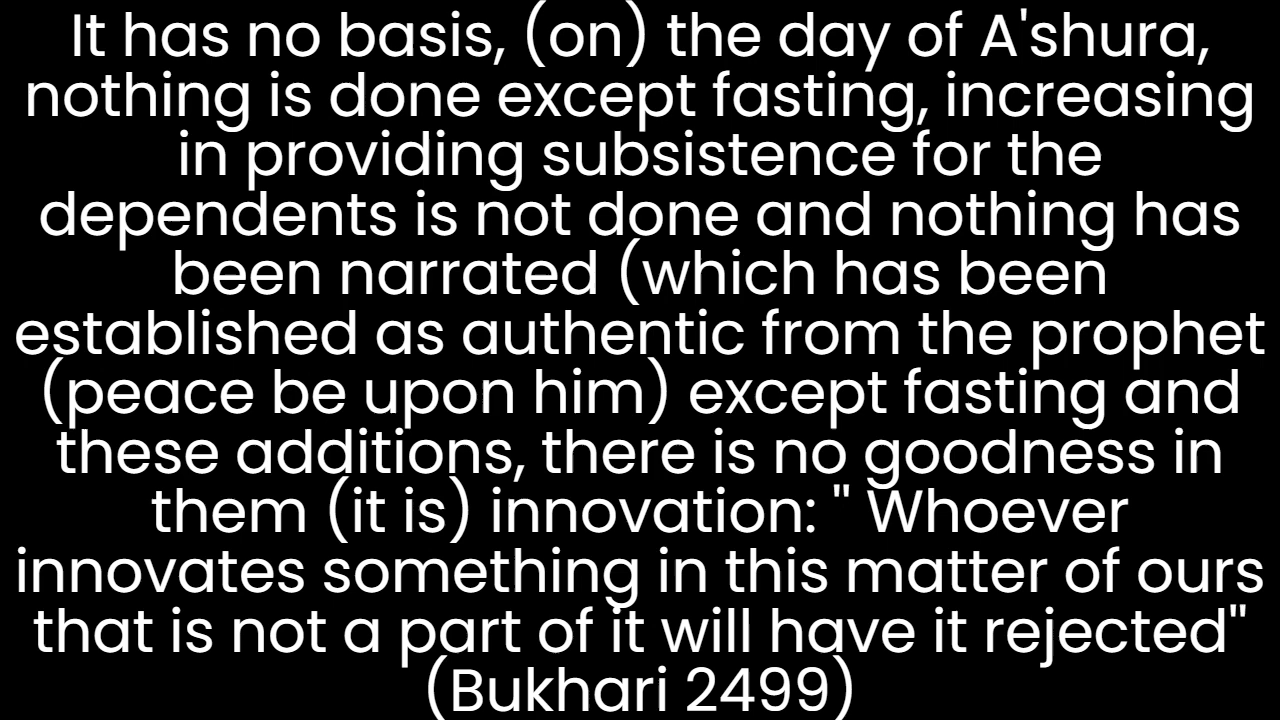 It has no basis, (on) the day of A'shura,
nothing is done except fasting, increasing
in providing subsistence for the
dependents is not done and nothing has
been narrated (which has been
established as authentic from the prophet
(peace be upon him) except fasting and
these additions, there is no goodness in
them (it is) innovation: " Whoever
innovates something in this matter of ours
that is not a part of it will have it rejected"
(Bukhari 2499)